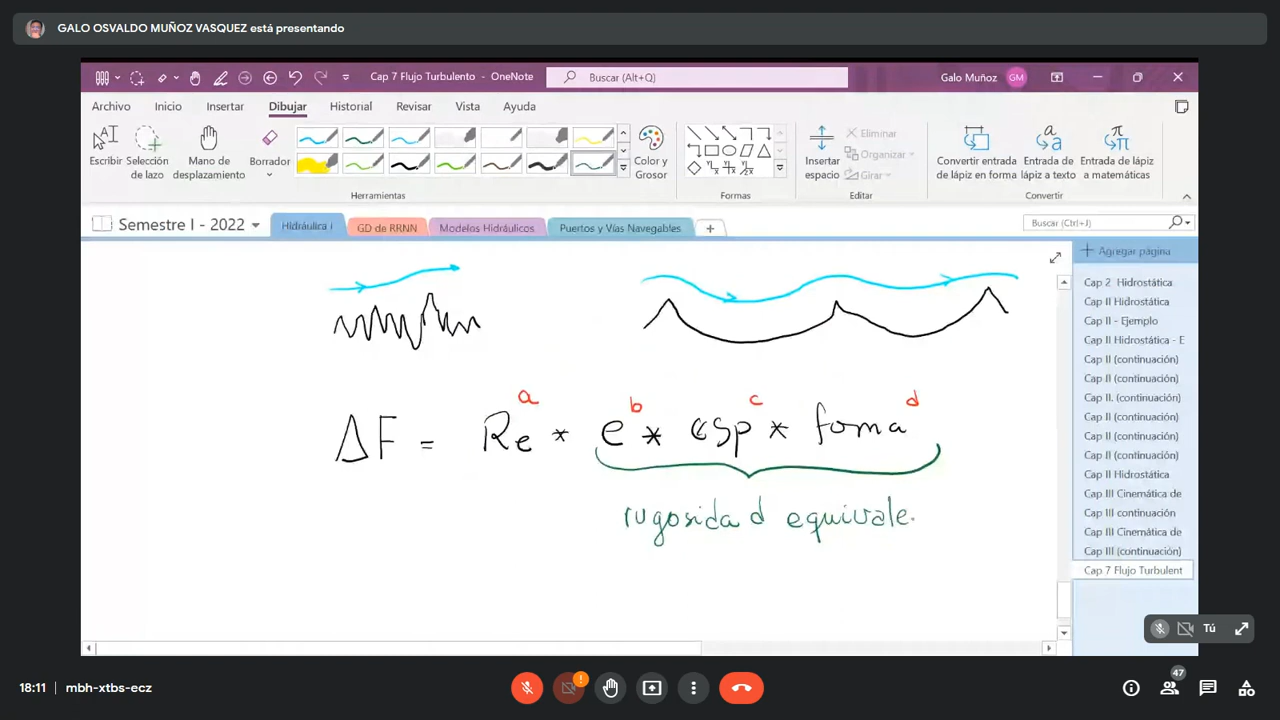 GALO OSVALDO MUÑOZ VASQUEZ está presentando
Cap 7 Flujo Turbulento - OneNote
Buscar (Alt+Q)
Galo Muñoz
GM
Archivo Inicio Insertar Dibujar Historial Revisar Vista Ayuda
Escribir
Selección de lazo
Mano de desplazamiento
Borrador
Color y Grosor
Insertar espacio
Eliminar
Organizar
Girar
Convertir entrada de lápiz en forma
Entrada de lápiz a texto
Entrada de lápiz a matemáticas
Herramientas
Formas
Editar
Convertir
Semestre I - 2022
Hidráulica I
GD de RRNN
Modelos Hidráulicos
Puertos y Vías Navegables
Buscar (Ctrl+J)
Agregar página
Cap 2 Hidrostática
Cap II Hidrostática
Cap II - Ejemplo
Cap II Hidrostática - E
Cap II (continuación)
Cap II (continuación)
Cap II. (continuación)
Cap II (continuación)
Cap II (continuación)
Cap II (continuación)
Cap II Hidrostática
Cap III Cinemática de
Cap III continuación
Cap III Cinemática de
Cap III (continuación)
Cap 7 Flujo Turbulent
ΔF = Re^a * e^b * esp^c * foma^d
rugosidad equivale.
Tú
18:11 mbh-xtbs-ecz
47